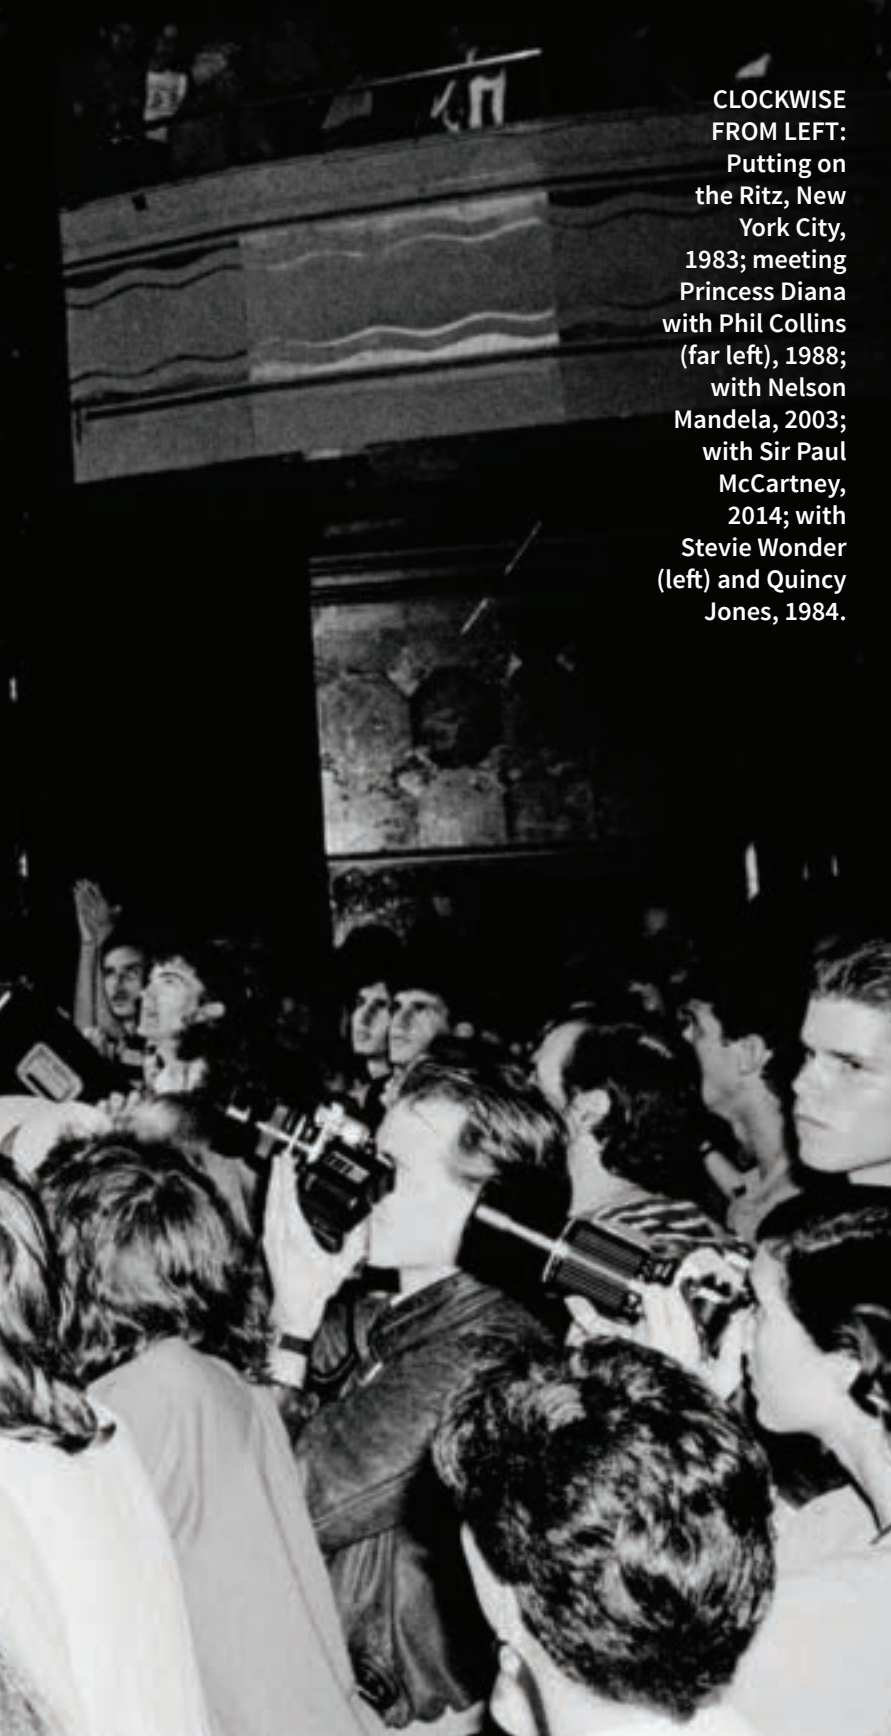 CLOCKWISE
FROM LEFT:
Putting on
the Ritz, New
York City,
1983; meeting
Princess Diana
with Phil Collins
(far left), 1988;
with Nelson
Mandela, 2003;
with Sir Paul
McCartney,
2014; with
Stevie Wonder
(left) and Quincy
Jones, 1984.